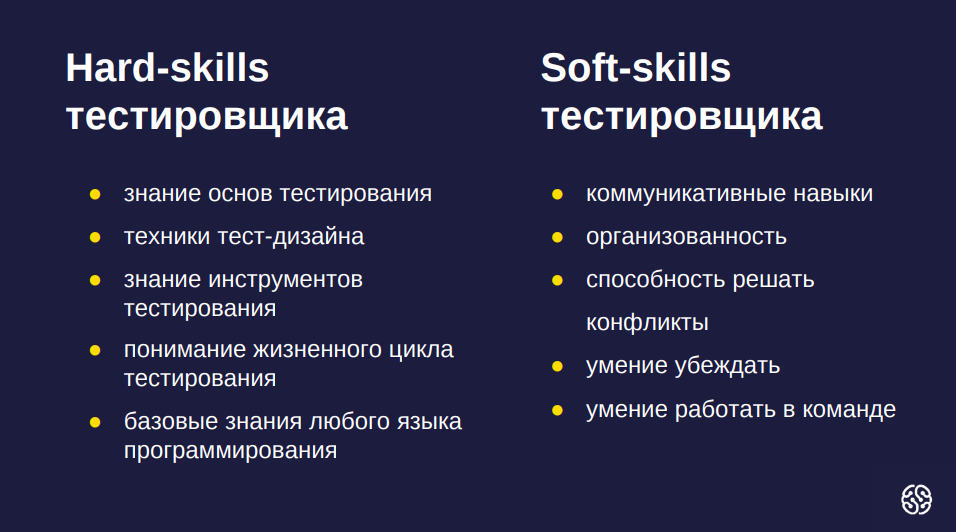 Hard-skills
тестировщика
● знание основ тестирования
● техники тест-дизайна
● знание инструментов
тестирования
● понимание жизненного цикла
тестирования
● базовые знания любого языка
программирования
Soft-skills
тестировщика
● коммуникативные навыки
● организованность
● способность решать
конфликты
● умение убеждать
● умение работать в команде